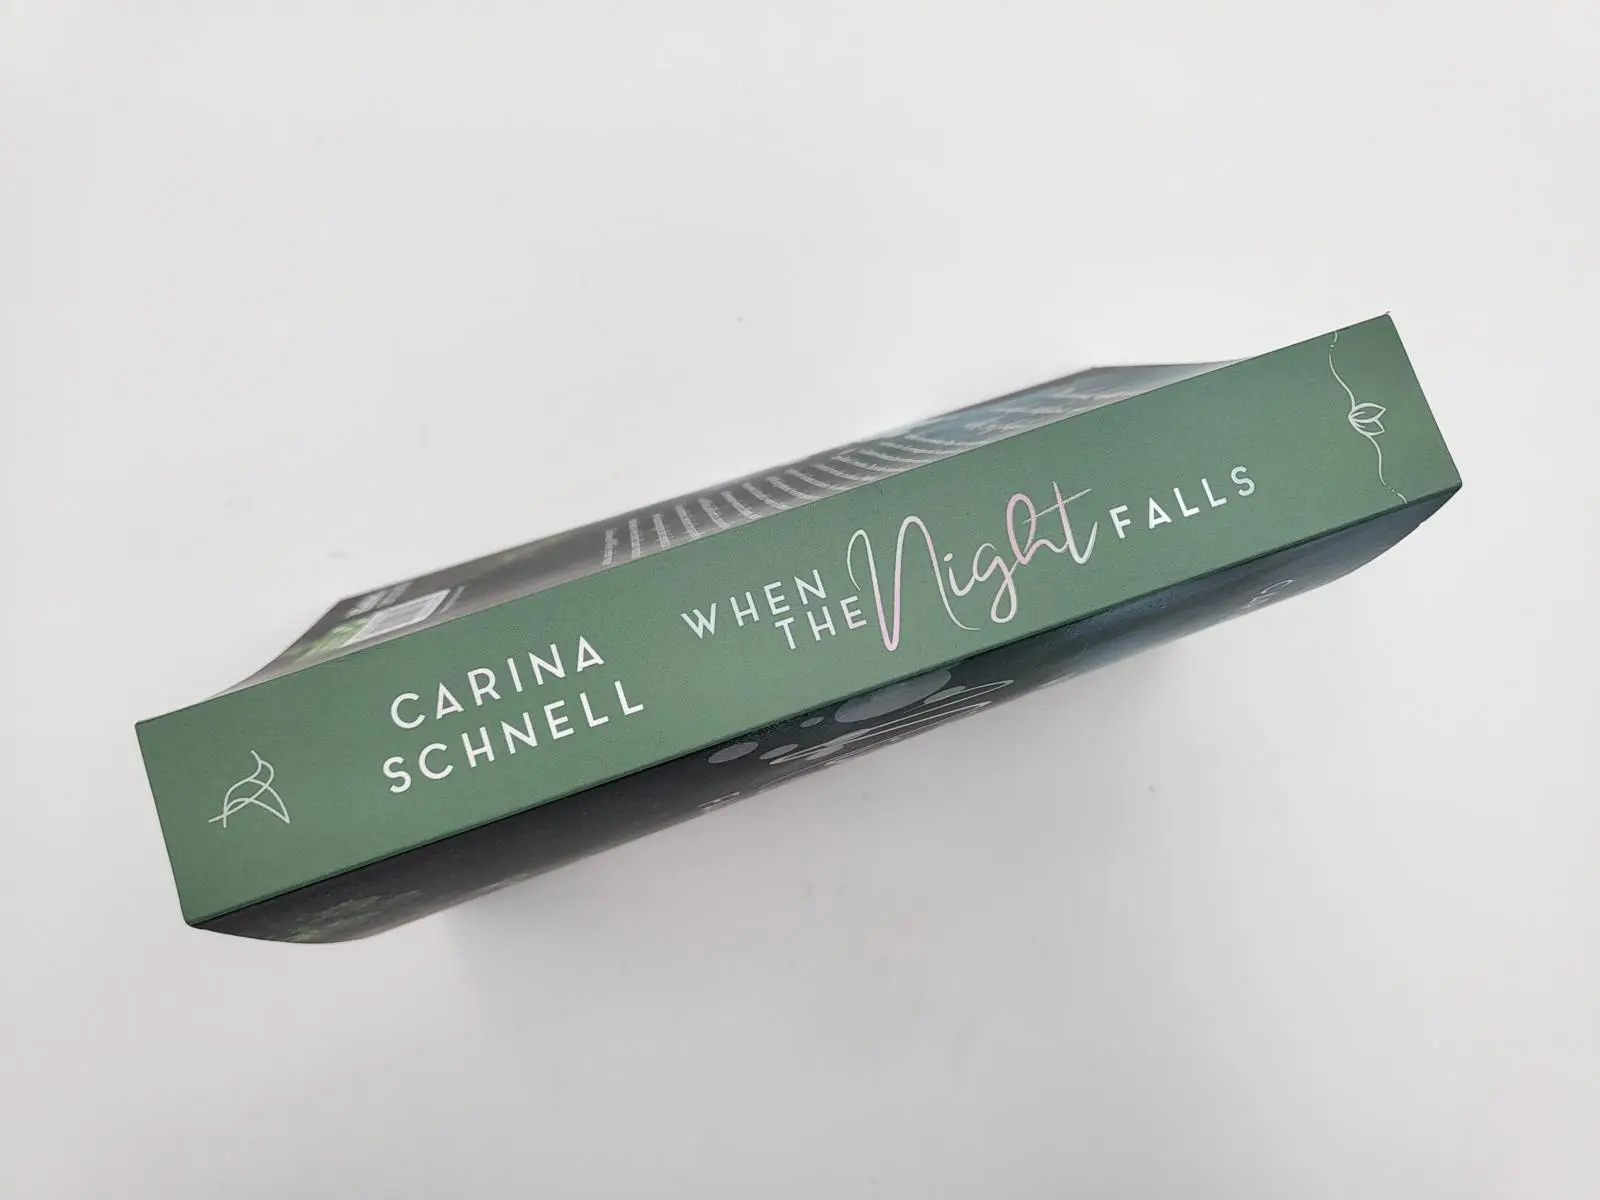 CARINA
SCHNELL
WHEN
THE Night FALLS